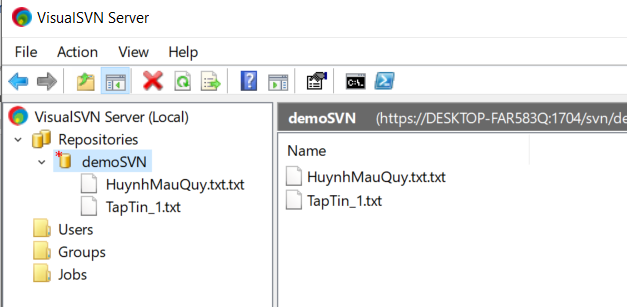 VisualSVN Server
File Action View Help
VisualSVN Server (Local)
Repositories
demoSVN
HuynhMauQuy.txt.txt
TapTin_1.txt
Users
Groups
Jobs
demoSVN (https://DESKTOP-FAR583Q:1704/svn/de
Name
HuynhMauQuy.txt.txt
TapTin_1.txt